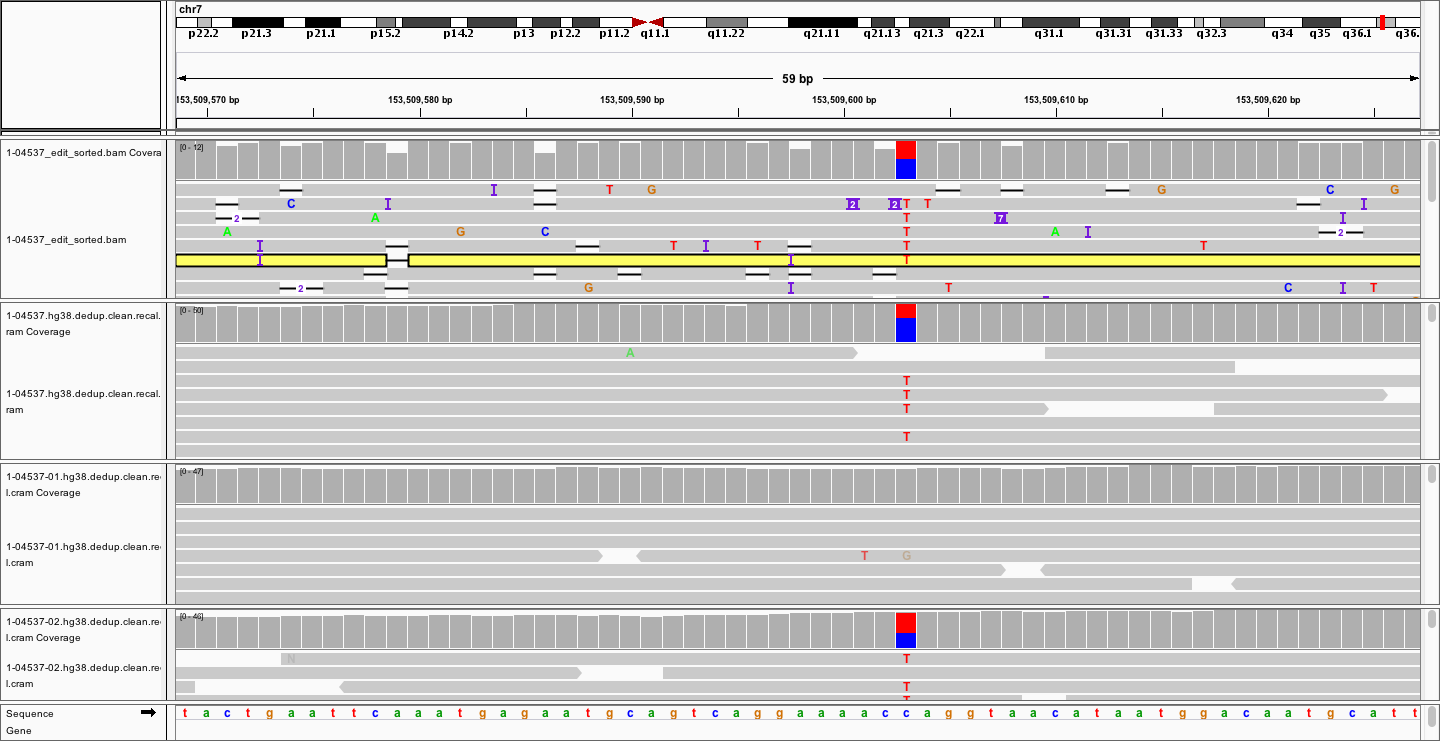 chr7
p22.2 p21.3 p21.1 p15.2 p14.2 p13 p12.2 p11.2 q11.1 q11.22 q21.11 q21.13 q21.3 q22.1 q31.1 q31.31 q31.33 q32.3 q34 q35 q36.1 q36.
59 bp
153,509,570 bp 153,509,580 bp 153,509,590 bp 153,509,600 bp 153,509,610 bp 153,509,620 bp
1-04537_edit_sorted.bam Covera
[0 - 12]
I T G G C G
C I 2 2 T T I
2 A T 7 I
1-04537_edit_sorted.bam
A G C T A I 2
I T I T T T
I I T
2 G I T C I T
1-04537.hg38.dedup.clean.recal.
ram Coverage
[0 - 50]
A
T
1-04537.hg38.dedup.clean.recal.
ram
T
T
T
1-04537-01.hg38.dedup.clean.re
l.cram Coverage
[0 - 47]
1-04537-01.hg38.dedup.clean.re
l.cram
T G
1-04537-02.hg38.dedup.clean.re
l.cram Coverage
[0 - 46]
N T
1-04537-02.hg38.dedup.clean.re
l.cram
T
T
Sequence
t a c t g a a t t c a a a t g a g a a t g c a g t c a g g a a a a c c a g g t a a c a t a a t g g a c a a t g c a t t
Gene